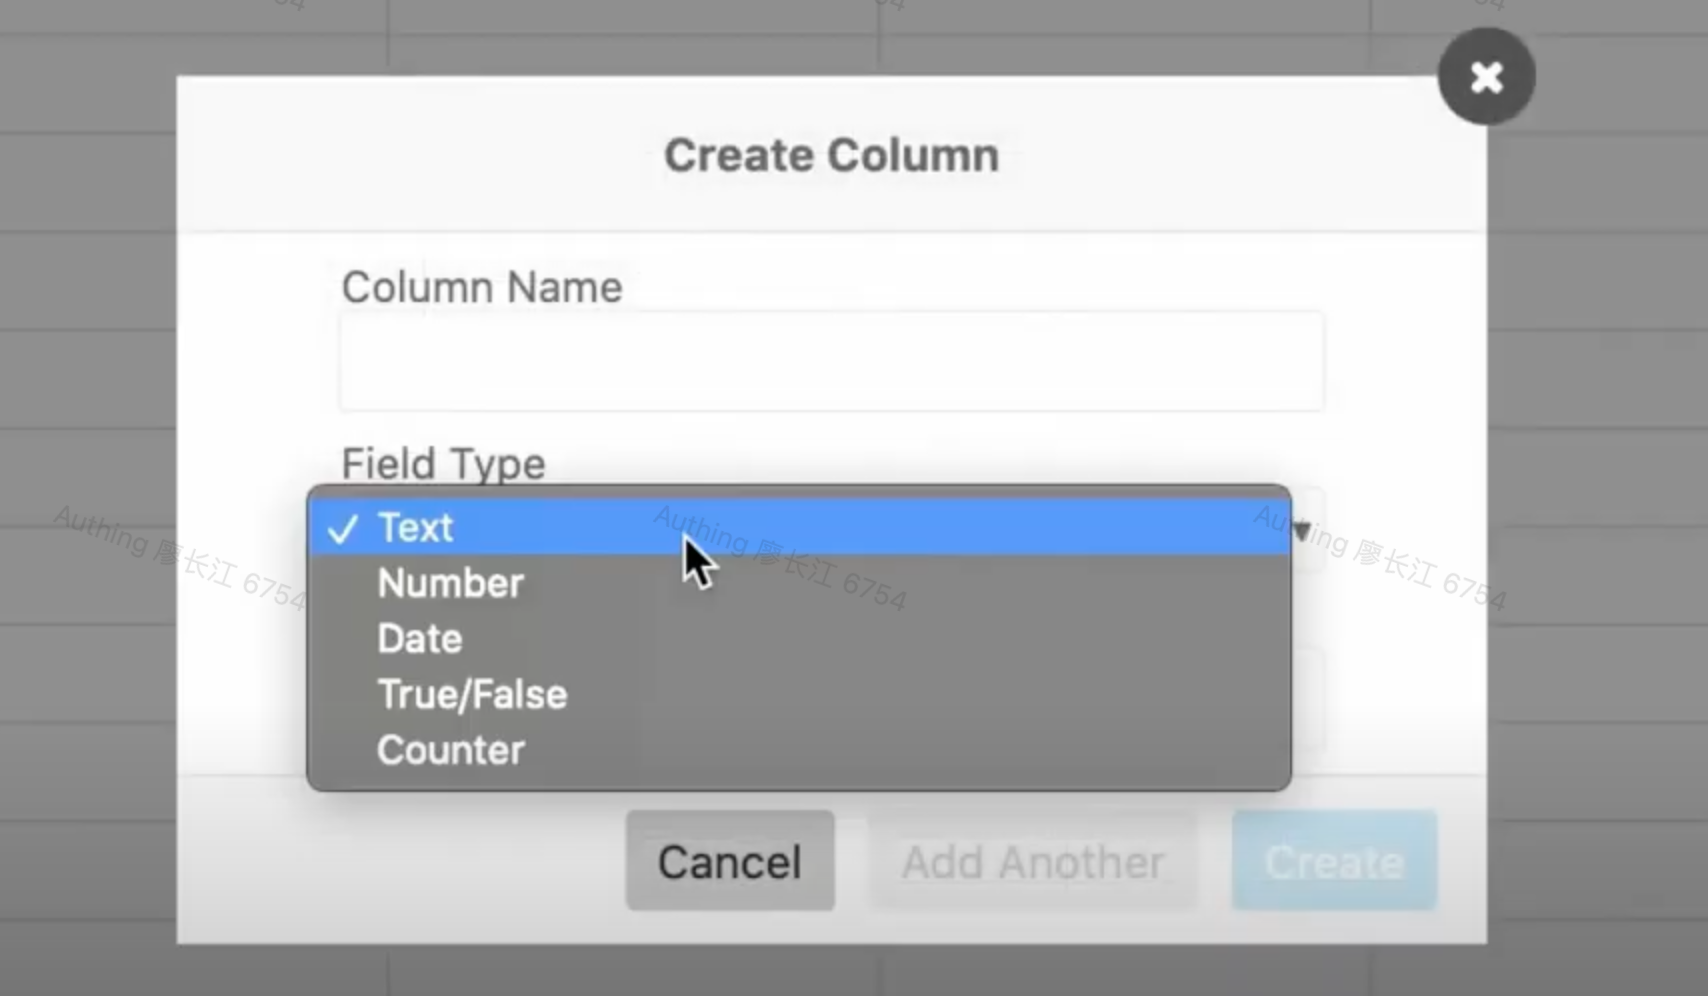 Create Column
Column Name
Field Type
✓ Text
Number
Date
True/False
Counter
Cancel
Add Another
Create
Authing 廖长江 6754
Authing 廖长江 6754
Authing 廖长江 6754